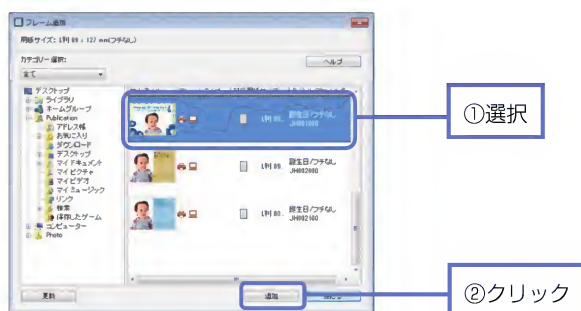 フレーム追加
用紙サイズ: L判 89 x 127 mm(フチなし)
カテゴリー選択:
全て
ヘルプ
デスクトップ
ライブラリ
ホームグループ
Publication
アドレス帳
お気に入り
ダウンロード
デスクトップ
マイ ドキュメント
マイ ピクチャ
マイ ビデオ
マイ ミュージック
リンク
検索
保存したゲーム
コンピューター
Photo
L判 89.. 誕生日/フチなし
JH001000
L判 89.. 誕生日/フチなし
JH002000
L判 89.. 誕生日/フチなし
JH002100
更新
追加
①選択
②クリック